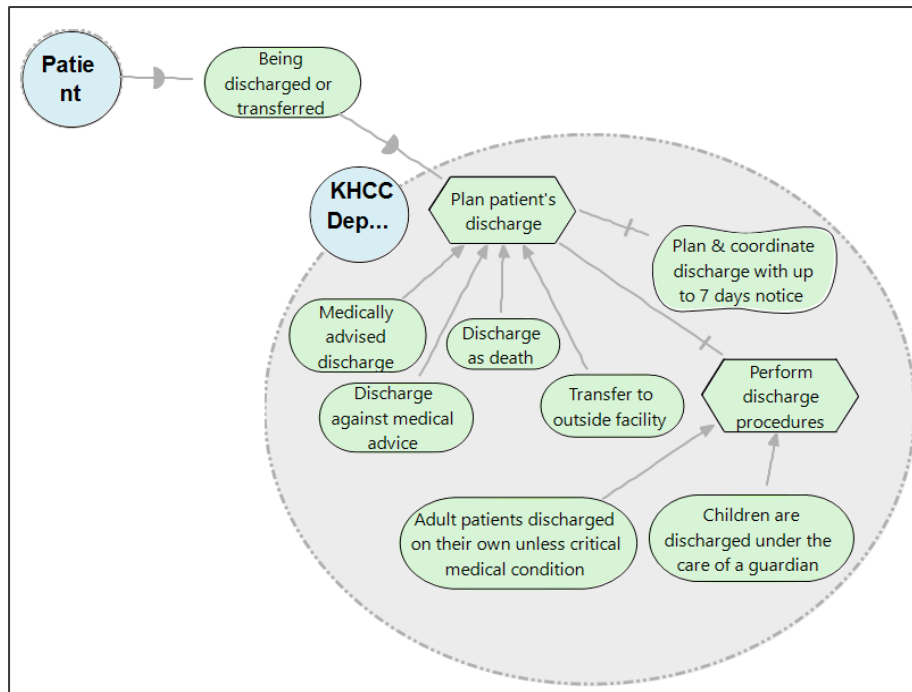 Patie
nt
Being
discharged or
transferred
KHCC
Dep...
Plan patient's
discharge
Plan & coordinate
discharge with up
to 7 days notice
Medically
advised
discharge
Discharge
as death
Discharge
against medical
advice
Transfer to
outside facility
Perform
discharge
procedures
Adult patients discharged
on their own unless critical
medical condition
Children are
discharged under the
care of a guardian